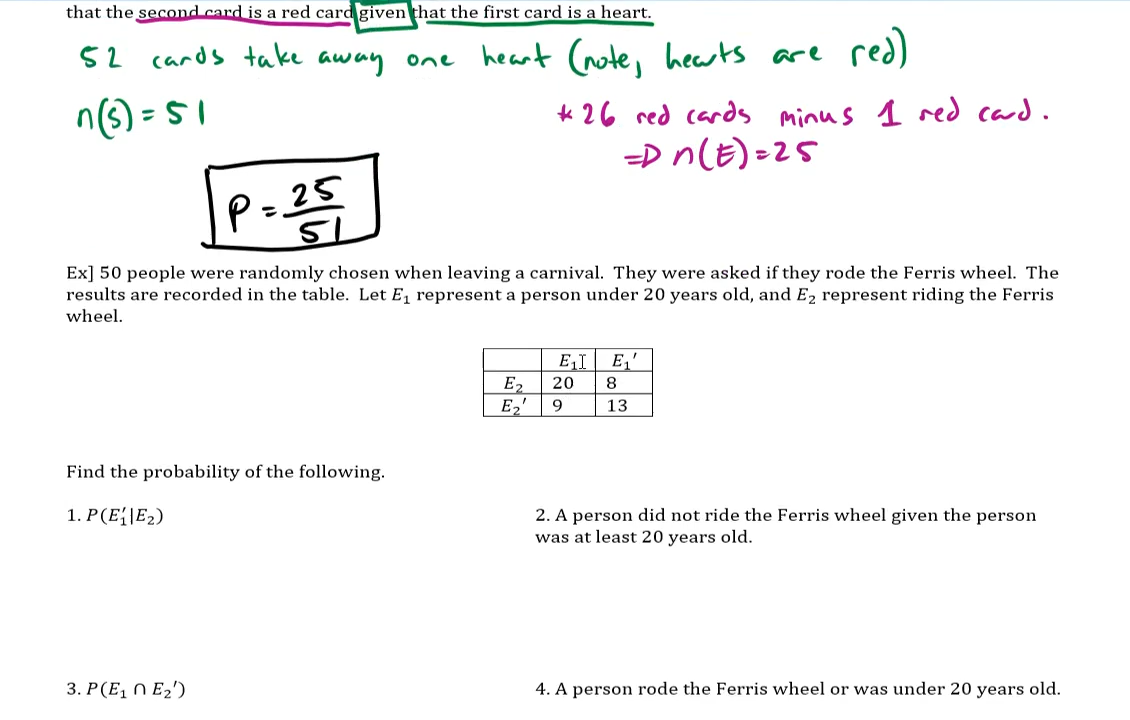 that the second card is a red card given that the first card is a heart.
52 cards take away one heart (note, hearts are red)
n(S) = 51
* 26 red cards minus 1 red card.
⇒ n(E) = 25
P = 25/51
Ex] 50 people were randomly chosen when leaving a carnival. They were asked if they rode the Ferris wheel. The
results are recorded in the table. Let E₁ represent a person under 20 years old, and E₂ represent riding the Ferris
wheel.
E₁ E₁′
E₂ 20 8
E₂′ 9 13
Find the probability of the following.
1. P(E₁′|E₂)
2. A person did not ride the Ferris wheel given the person
was at least 20 years old.
3. P(E₁ ∩ E₂′)
4. A person rode the Ferris wheel or was under 20 years old.